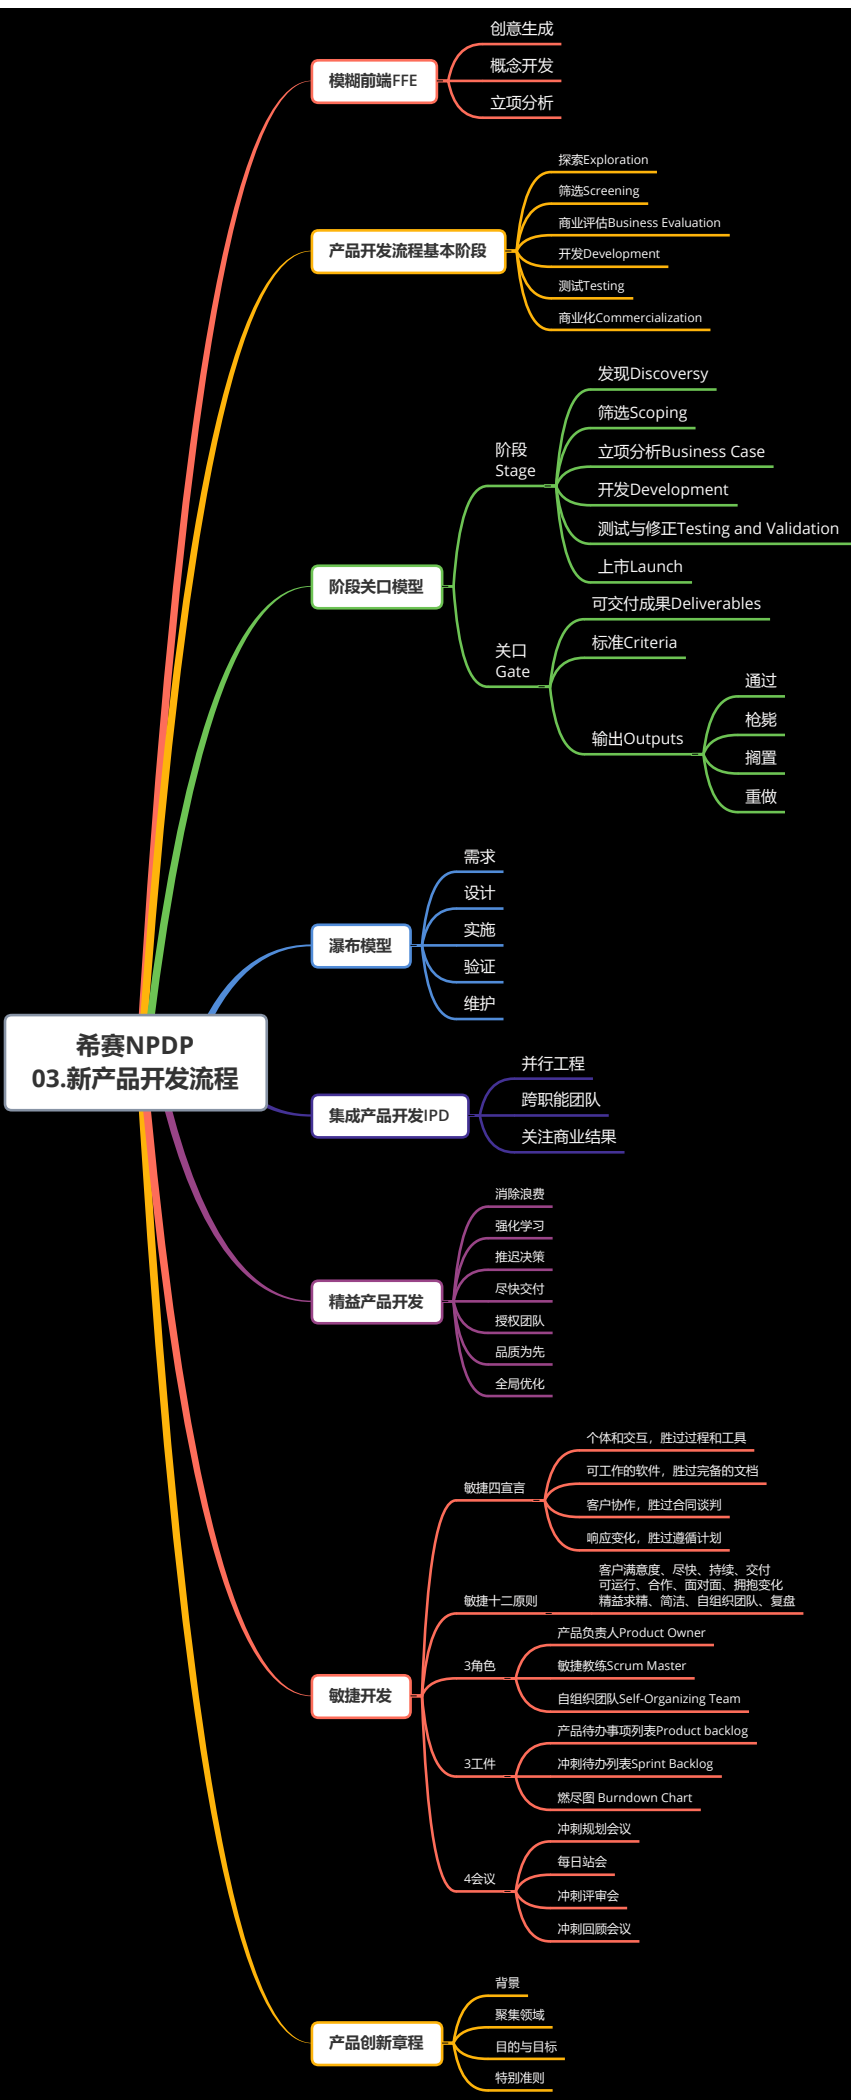 希赛NPDP
03.新产品开发流程
模糊前端FFE
创意生成
概念开发
立项分析
产品开发流程基本阶段
探索Exploration
筛选Screening
商业评估Business Evaluation
开发Development
测试Testing
商业化Commercialization
阶段关口模型
阶段
Stage
发现Discoversy
筛选Scoping
立项分析Business Case
开发Development
测试与修正Testing and Validation
上市Launch
关口
Gate
可交付成果Deliverables
标准Criteria
输出Outputs
通过
枪毙
搁置
重做
瀑布模型
需求
设计
实施
验证
维护
集成产品开发IPD
并行工程
跨职能团队
关注商业结果
精益产品开发
消除浪费
强化学习
推迟决策
尽快交付
授权团队
品质为先
全局优化
敏捷开发
敏捷四宣言
个体和交互，胜过过程和工具
可工作的软件，胜过完备的文档
客户协作，胜过合同谈判
响应变化，胜过遵循计划
敏捷十二原则
客户满意度、尽快、持续、交付
可运行、合作、面对面、拥抱变化
精益求精、简洁、自组织团队、复盘
3角色
产品负责人Product Owner
敏捷教练Scrum Master
自组织团队Self-Organizing Team
3工件
产品待办事项列表Product backlog
冲刺待办列表Sprint Backlog
燃尽图 Burndown Chart
4会议
冲刺规划会议
每日站会
冲刺评审会
冲刺回顾会议
产品创新章程
背景
聚集领域
目的与目标
特别准则